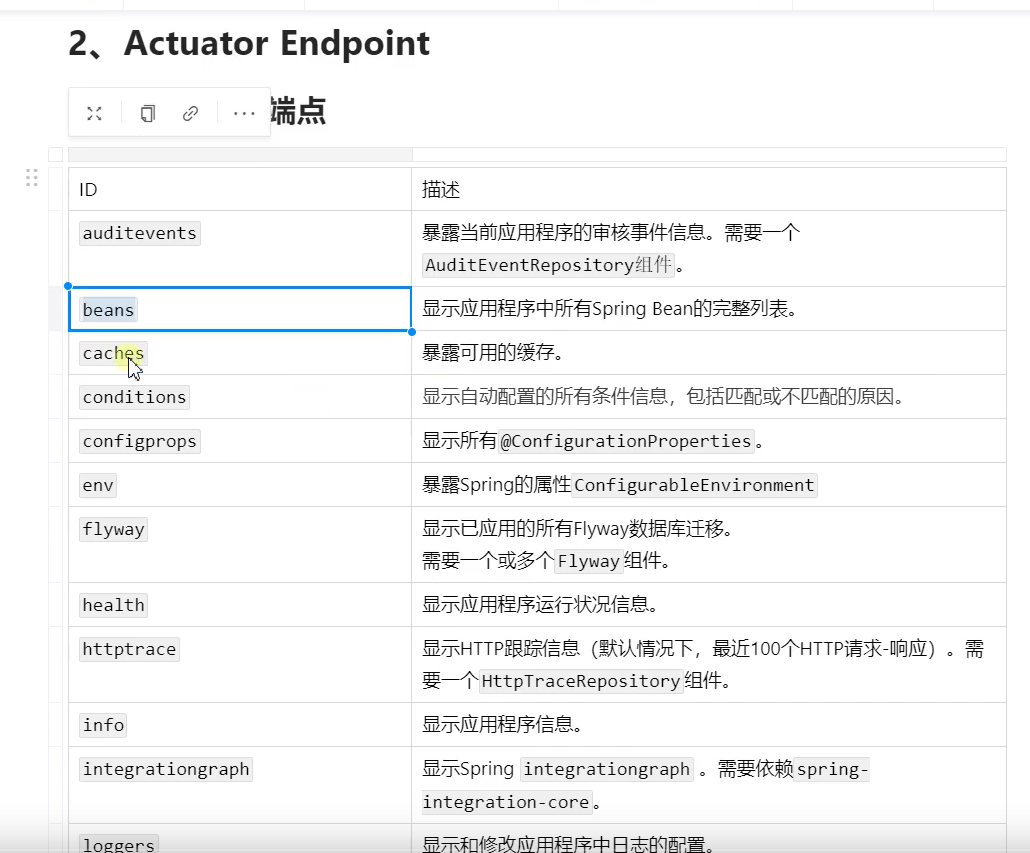 2、Actuator Endpoint
端点
ID
描述
auditevents
暴露当前应用程序的审核事件信息。需要一个
AuditEventRepository组件。
beans
显示应用程序中所有Spring Bean的完整列表。
caches
暴露可用的缓存。
conditions
显示自动配置的所有条件信息，包括匹配或不匹配的原因。
configprops
显示所有@ConfigurationProperties。
env
暴露Spring的属性ConfigurableEnvironment
flyway
显示已应用的所有Flyway数据库迁移。
需要一个或多个Flyway组件。
health
显示应用程序运行状况信息。
httptrace
显示HTTP跟踪信息（默认情况下，最近100个HTTP请求-响应）。需
要一个HttpTraceRepository组件。
info
显示应用程序信息。
integrationgraph
显示Spring integrationgraph 。需要依赖spring-
integration-core。
loggers
显示和修改应用程序中日志的配置。